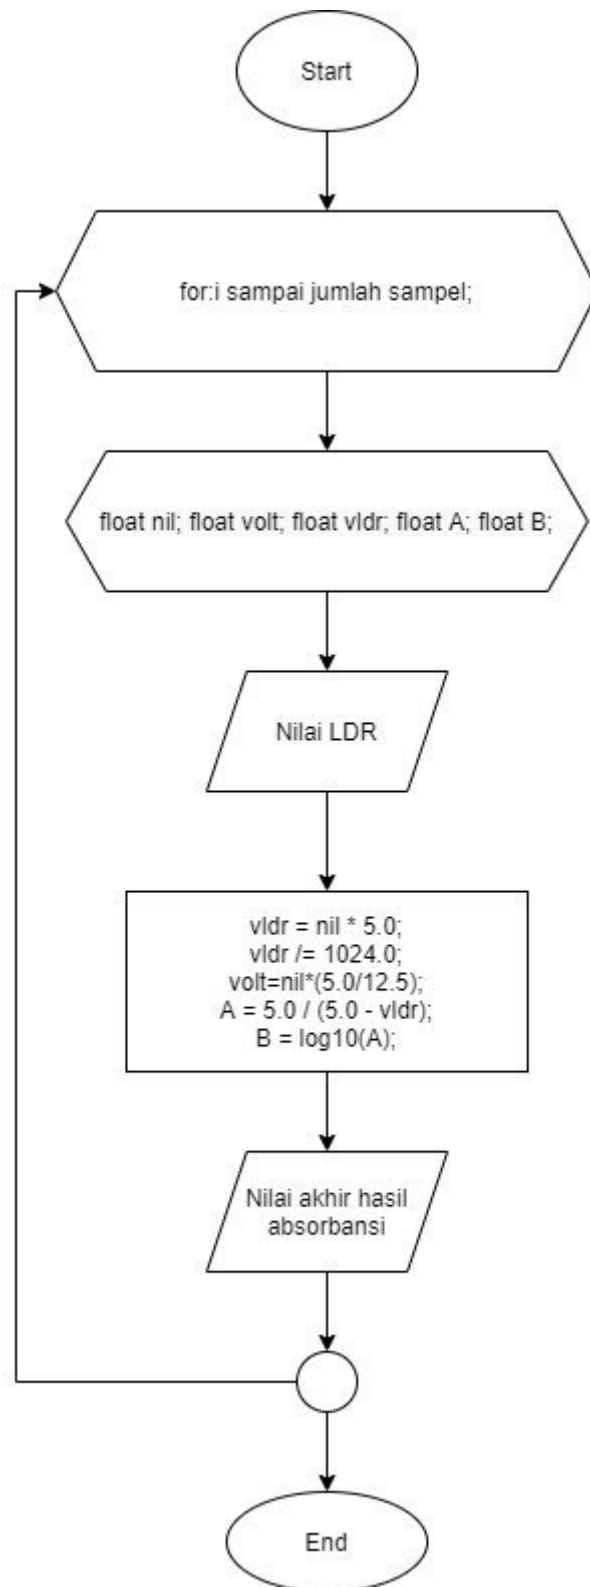 Start
for:i sampai jumlah sampel;
float nil; float volt; float vldr; float A; float B;
Nilai LDR
vldr = nil * 5.0;
vldr /= 1024.0;
volt=nil*(5.0/12.5);
A = 5.0 / (5.0 - vldr);
B = log10(A);
Nilai akhir hasil
absorbansi
End